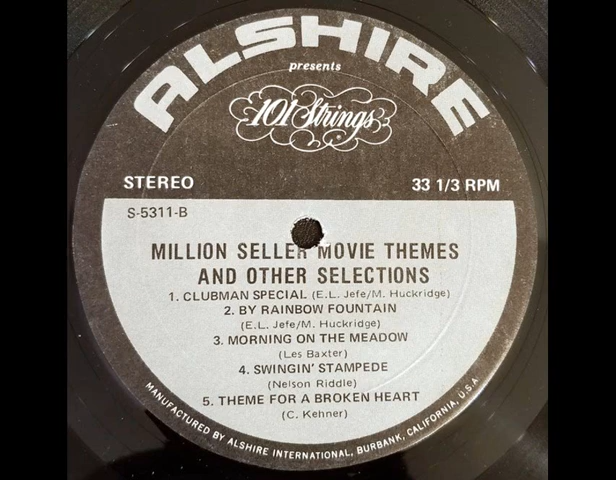 ALSHIRE
presents
101 Strings
STEREO
33 1/3 RPM
S-5311-B
MILLION SELLER MOVIE THEMES
AND OTHER SELECTIONS
1. CLUBMAN SPECIAL (E.L. Jefe/M. Huckridge)
2. BY RAINBOW FOUNTAIN
(E.L. Jefe/M. Huckridge)
3. MORNING ON THE MEADOW
(Les Baxter)
4. SWINGIN' STAMPEDE
(Nelson Riddle)
5. THEME FOR A BROKEN HEART
(C. Kehner)
MANUFACTURED BY ALSHIRE INTERNATIONAL, BURBANK, CALIFORNIA, U.S.A.